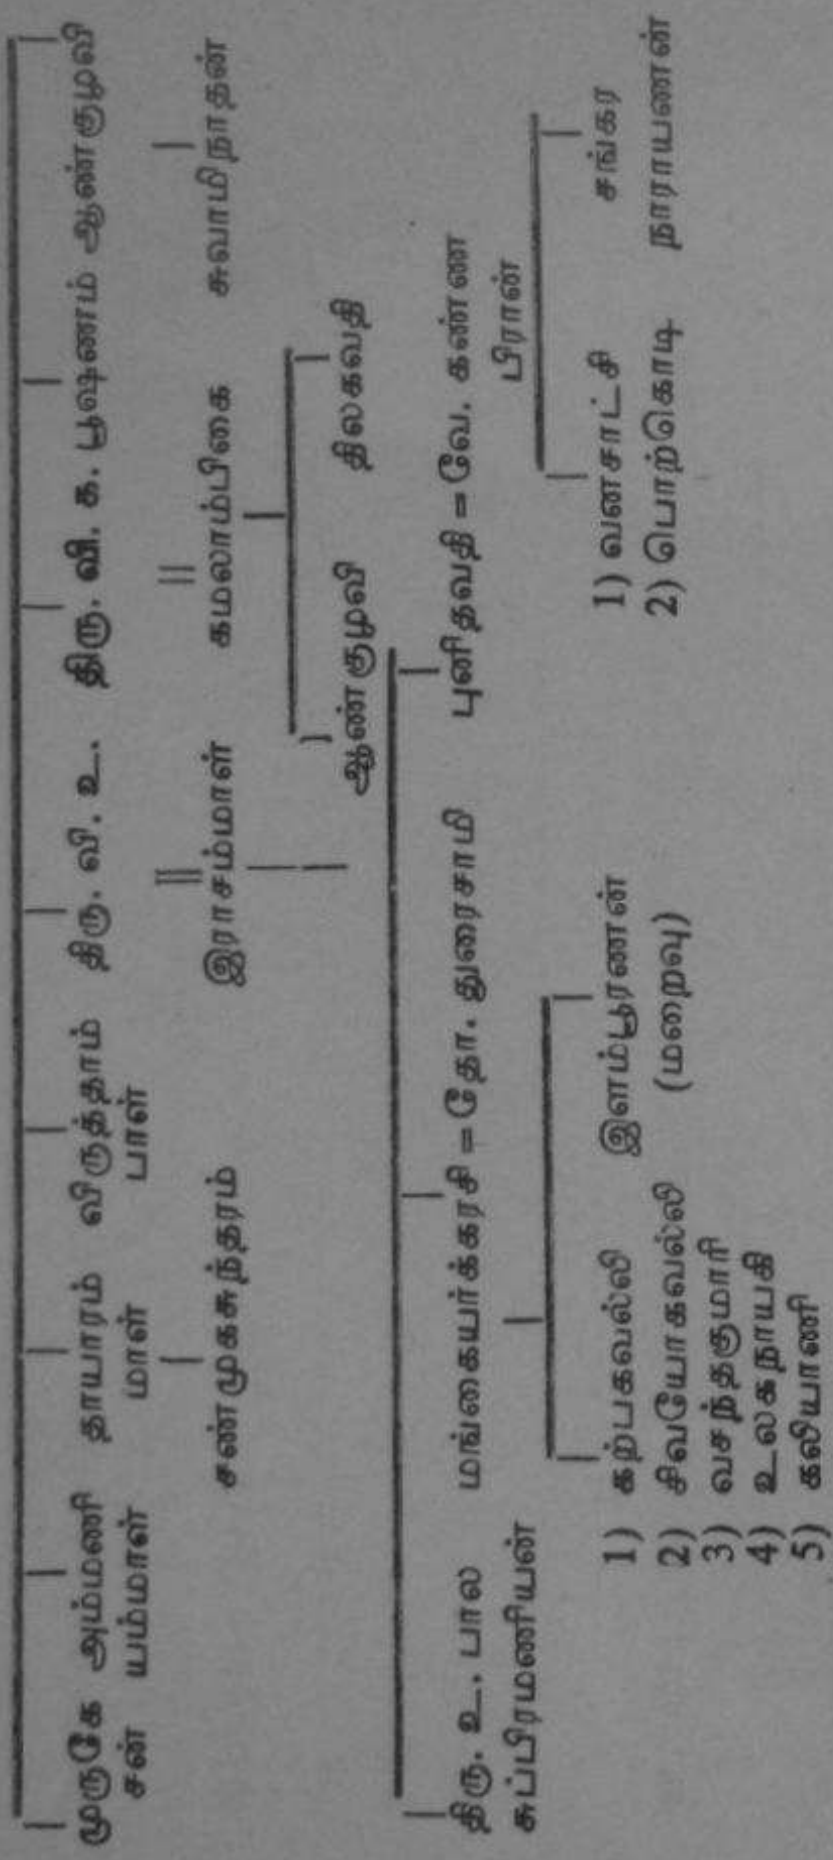 முருகே அம்மணி தாயாரம் விருத்தாம் திரு. வி. உ. திரு. வி. க. பூஷணம் ஆண்குழவி
சன் யம்மாள் மாள் பாள்
சண்முகசுந்தரம் இராசம்மாள் கமலாம்பிகை சுவாமிநாதன்
ஆண்குழவி திலகவதி
திரு. உ. பால மங்கையர்க்கரசி = தோ. துரைசாமி புனிதவதி = வே. கண்ண
சுப்பிரமணியன் பிரான்
1) கற்பகவல்லி இளம்பூரணன் 1) வனசாட்சி சங்கர
2) சிவயோகவல்லி (மறைவு) 2) பொற்கொடி நாராயணன்
3) வசந்தகுமாரி
4) உலகநாயகி
5) கலியாணி